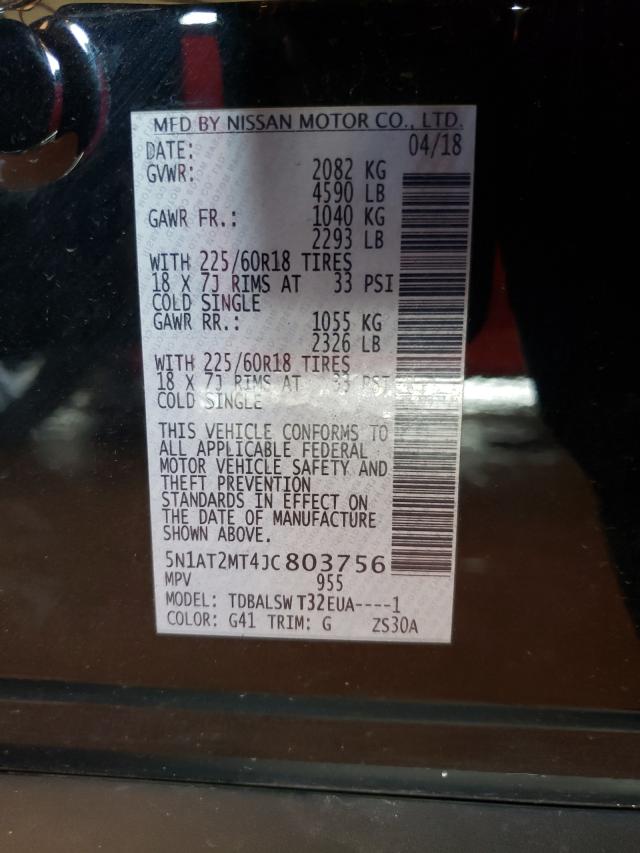 MFD BY NISSAN MOTOR CO., LTD.
DATE: 04/18
GVWR: 2082 KG
4590 LB
GAWR FR.: 1040 KG
2293 LB
WITH 225/60R18 TIRES
18 X 7J RIMS AT 33 PSI
COLD SINGLE
GAWR RR.: 1055 KG
2326 LB
WITH 225/60R18 TIRES
18 X 7J RIMS AT 33 PSI
COLD SINGLE
THIS VEHICLE CONFORMS TO
ALL APPLICABLE FEDERAL
MOTOR VEHICLE SAFETY AND
THEFT PREVENTION
STANDARDS IN EFFECT ON
THE DATE OF MANUFACTURE
SHOWN ABOVE.
5N1AT2MT4JC803756
MPV 955
MODEL: TDBALSW T32EUA----1
COLOR: G41 TRIM: G ZS30A